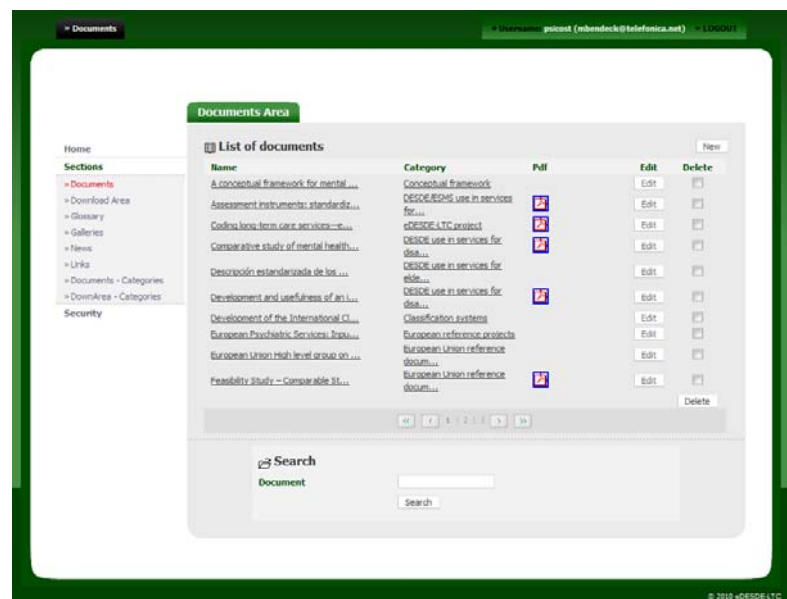 » Documents
» Username: psicost (mbendeck@telefonica.net) » LOGOUT
Documents Area
Home
Sections
» Documents
» Download Area
» Glossary
» Galleries
» News
» Links
» Documents - Categories
» DownArea - Categories
Security
List of documents New
Name Category Pdf Edit Delete
A conceptual framework for mental ... Conceptual framework Edit
Assessment instruments: standardiz... DESDE/ESMS use in services for... Edit
Coding long-term care services—e... eDESDE-LTC project Edit
Comparative study of mental health... DESDE use in services for disa... Edit
Descripción estandarizada de los ... DESDE use in services for elde... Edit
Development and usefulness of an i... DESDE use in services for disa... Edit
Development of the International Cl... Classification systems Edit
European Psychiatric Services: Inpu... European reference projects Edit
European Union High level group on ... European Union reference docum... Edit
Feasibility Study – Comparable St... European Union reference docum... Edit
Delete
« ‹ 1 | 2 | › »
Search
Document
Search
© 2010 eDESDE-LTC